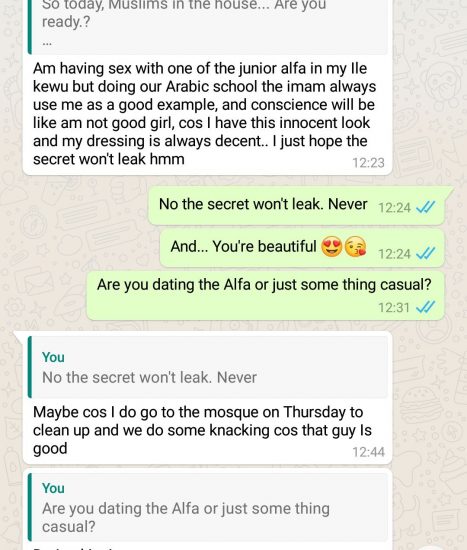 So today, Muslims in the house... Are you
ready.?
...
Am having sex with one of the junior alfa in my Ile
kewu but doing our Arabic school the imam always
use me as a good example, and conscience will be
like am not good girl, cos I have this innocent look
and my dressing is always decent.. I just hope the
secret won't leak hmm
12:23
No the secret won't leak. Never 12:24
And... You're beautiful 😍😘 12:24
Are you dating the Alfa or just some thing casual?
12:31
You
No the secret won't leak. Never
Maybe cos I do go to the mosque on Thursday to
clean up and we do some knacking cos that guy Is
good
12:44
You
Are you dating the Alfa or just some thing
casual?